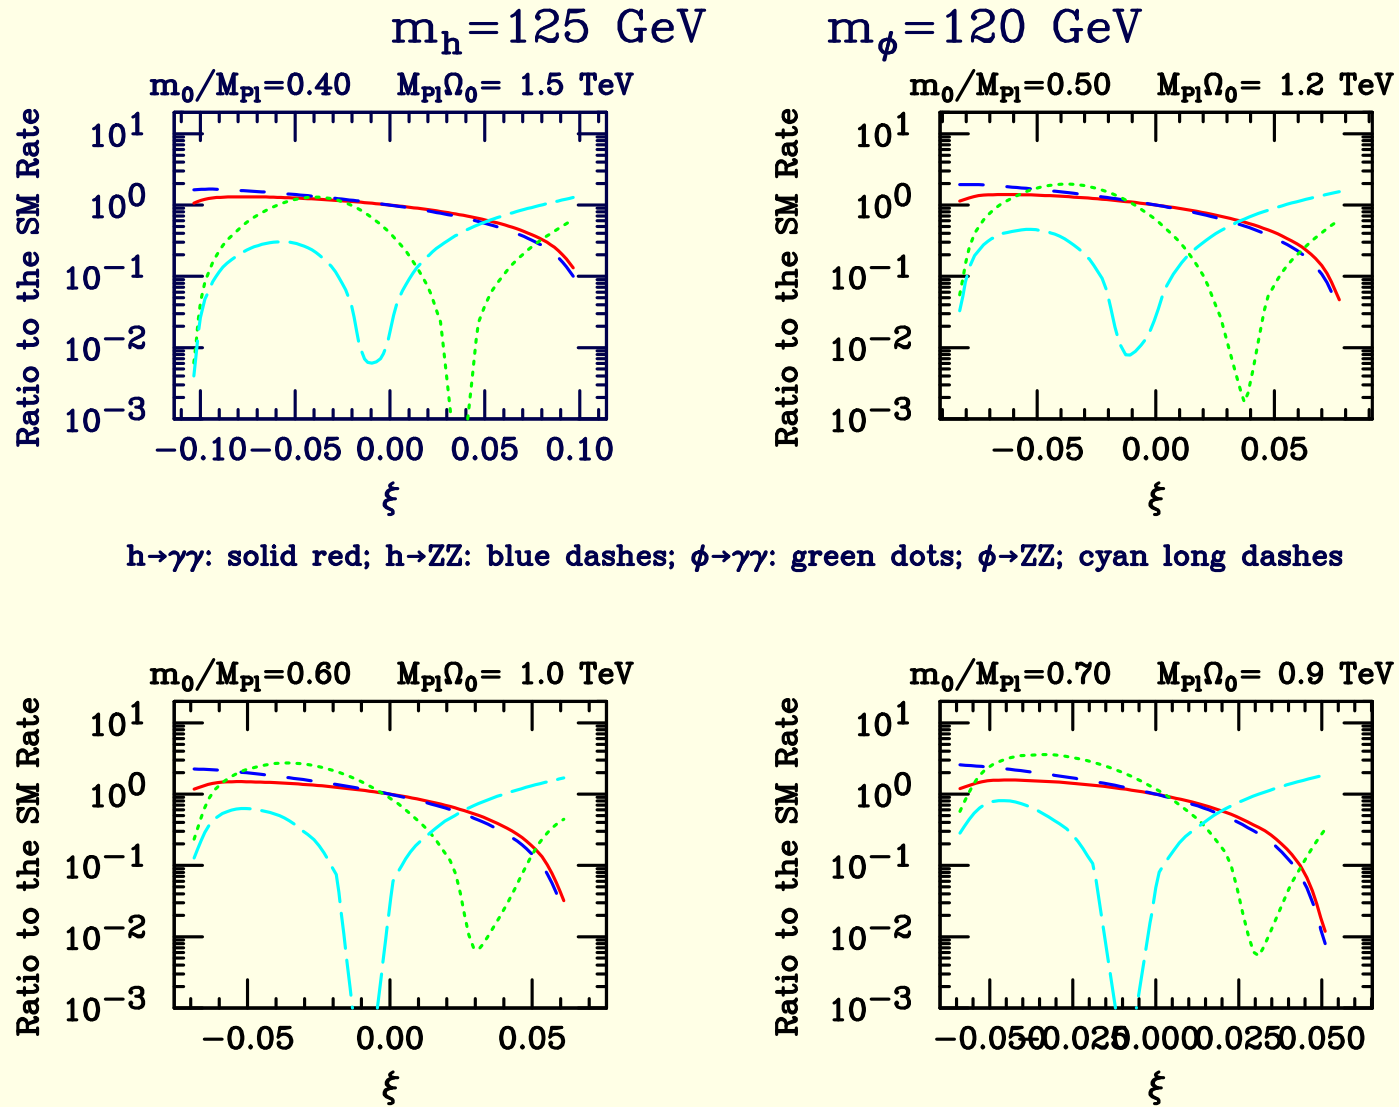 m_h=125 GeV m_ϕ=120 GeV
m_0/M_Pl=0.40 M_PlΩ_0= 1.5 TeV
Ratio to the SM Rate
10^1
10^0
10^−1
10^−2
10^−3
−0.10 −0.05 0.00 0.05 0.10
ξ
m_0/M_Pl=0.50 M_PlΩ_0= 1.2 TeV
Ratio to the SM Rate
10^1
10^0
10^−1
10^−2
10^−3
−0.05 0.00 0.05
ξ
h→γγ: solid red; h→ZZ: blue dashes; ϕ→γγ: green dots; ϕ→ZZ; cyan long dashes
m_0/M_Pl=0.60 M_PlΩ_0= 1.0 TeV
Ratio to the SM Rate
10^1
10^0
10^−1
10^−2
10^−3
−0.05 0.00 0.05
ξ
m_0/M_Pl=0.70 M_PlΩ_0= 0.9 TeV
Ratio to the SM Rate
10^1
10^0
10^−1
10^−2
10^−3
−0.050 −0.025 0.000 0.025 0.050
ξ